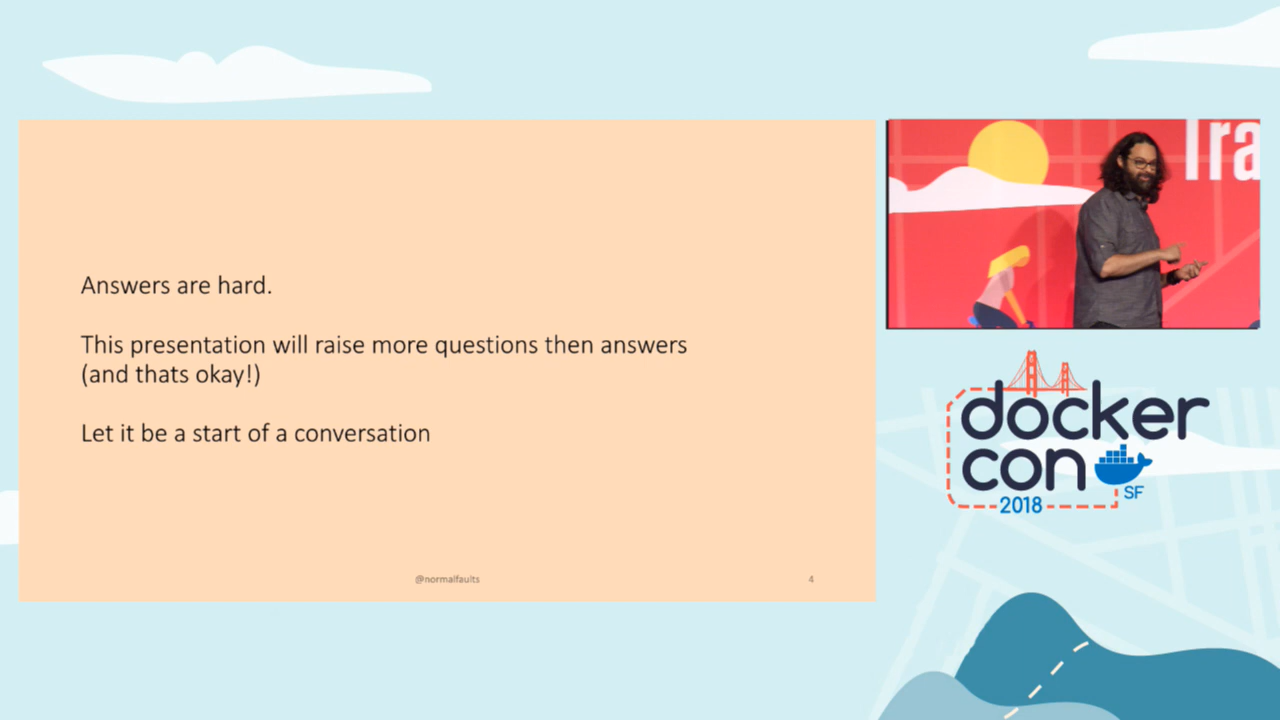 Answers are hard.
This presentation will raise more questions then answers
(and thats okay!)
Let it be a start of a conversation
@normalfaults
4
Tra
docker
con
SF
2018